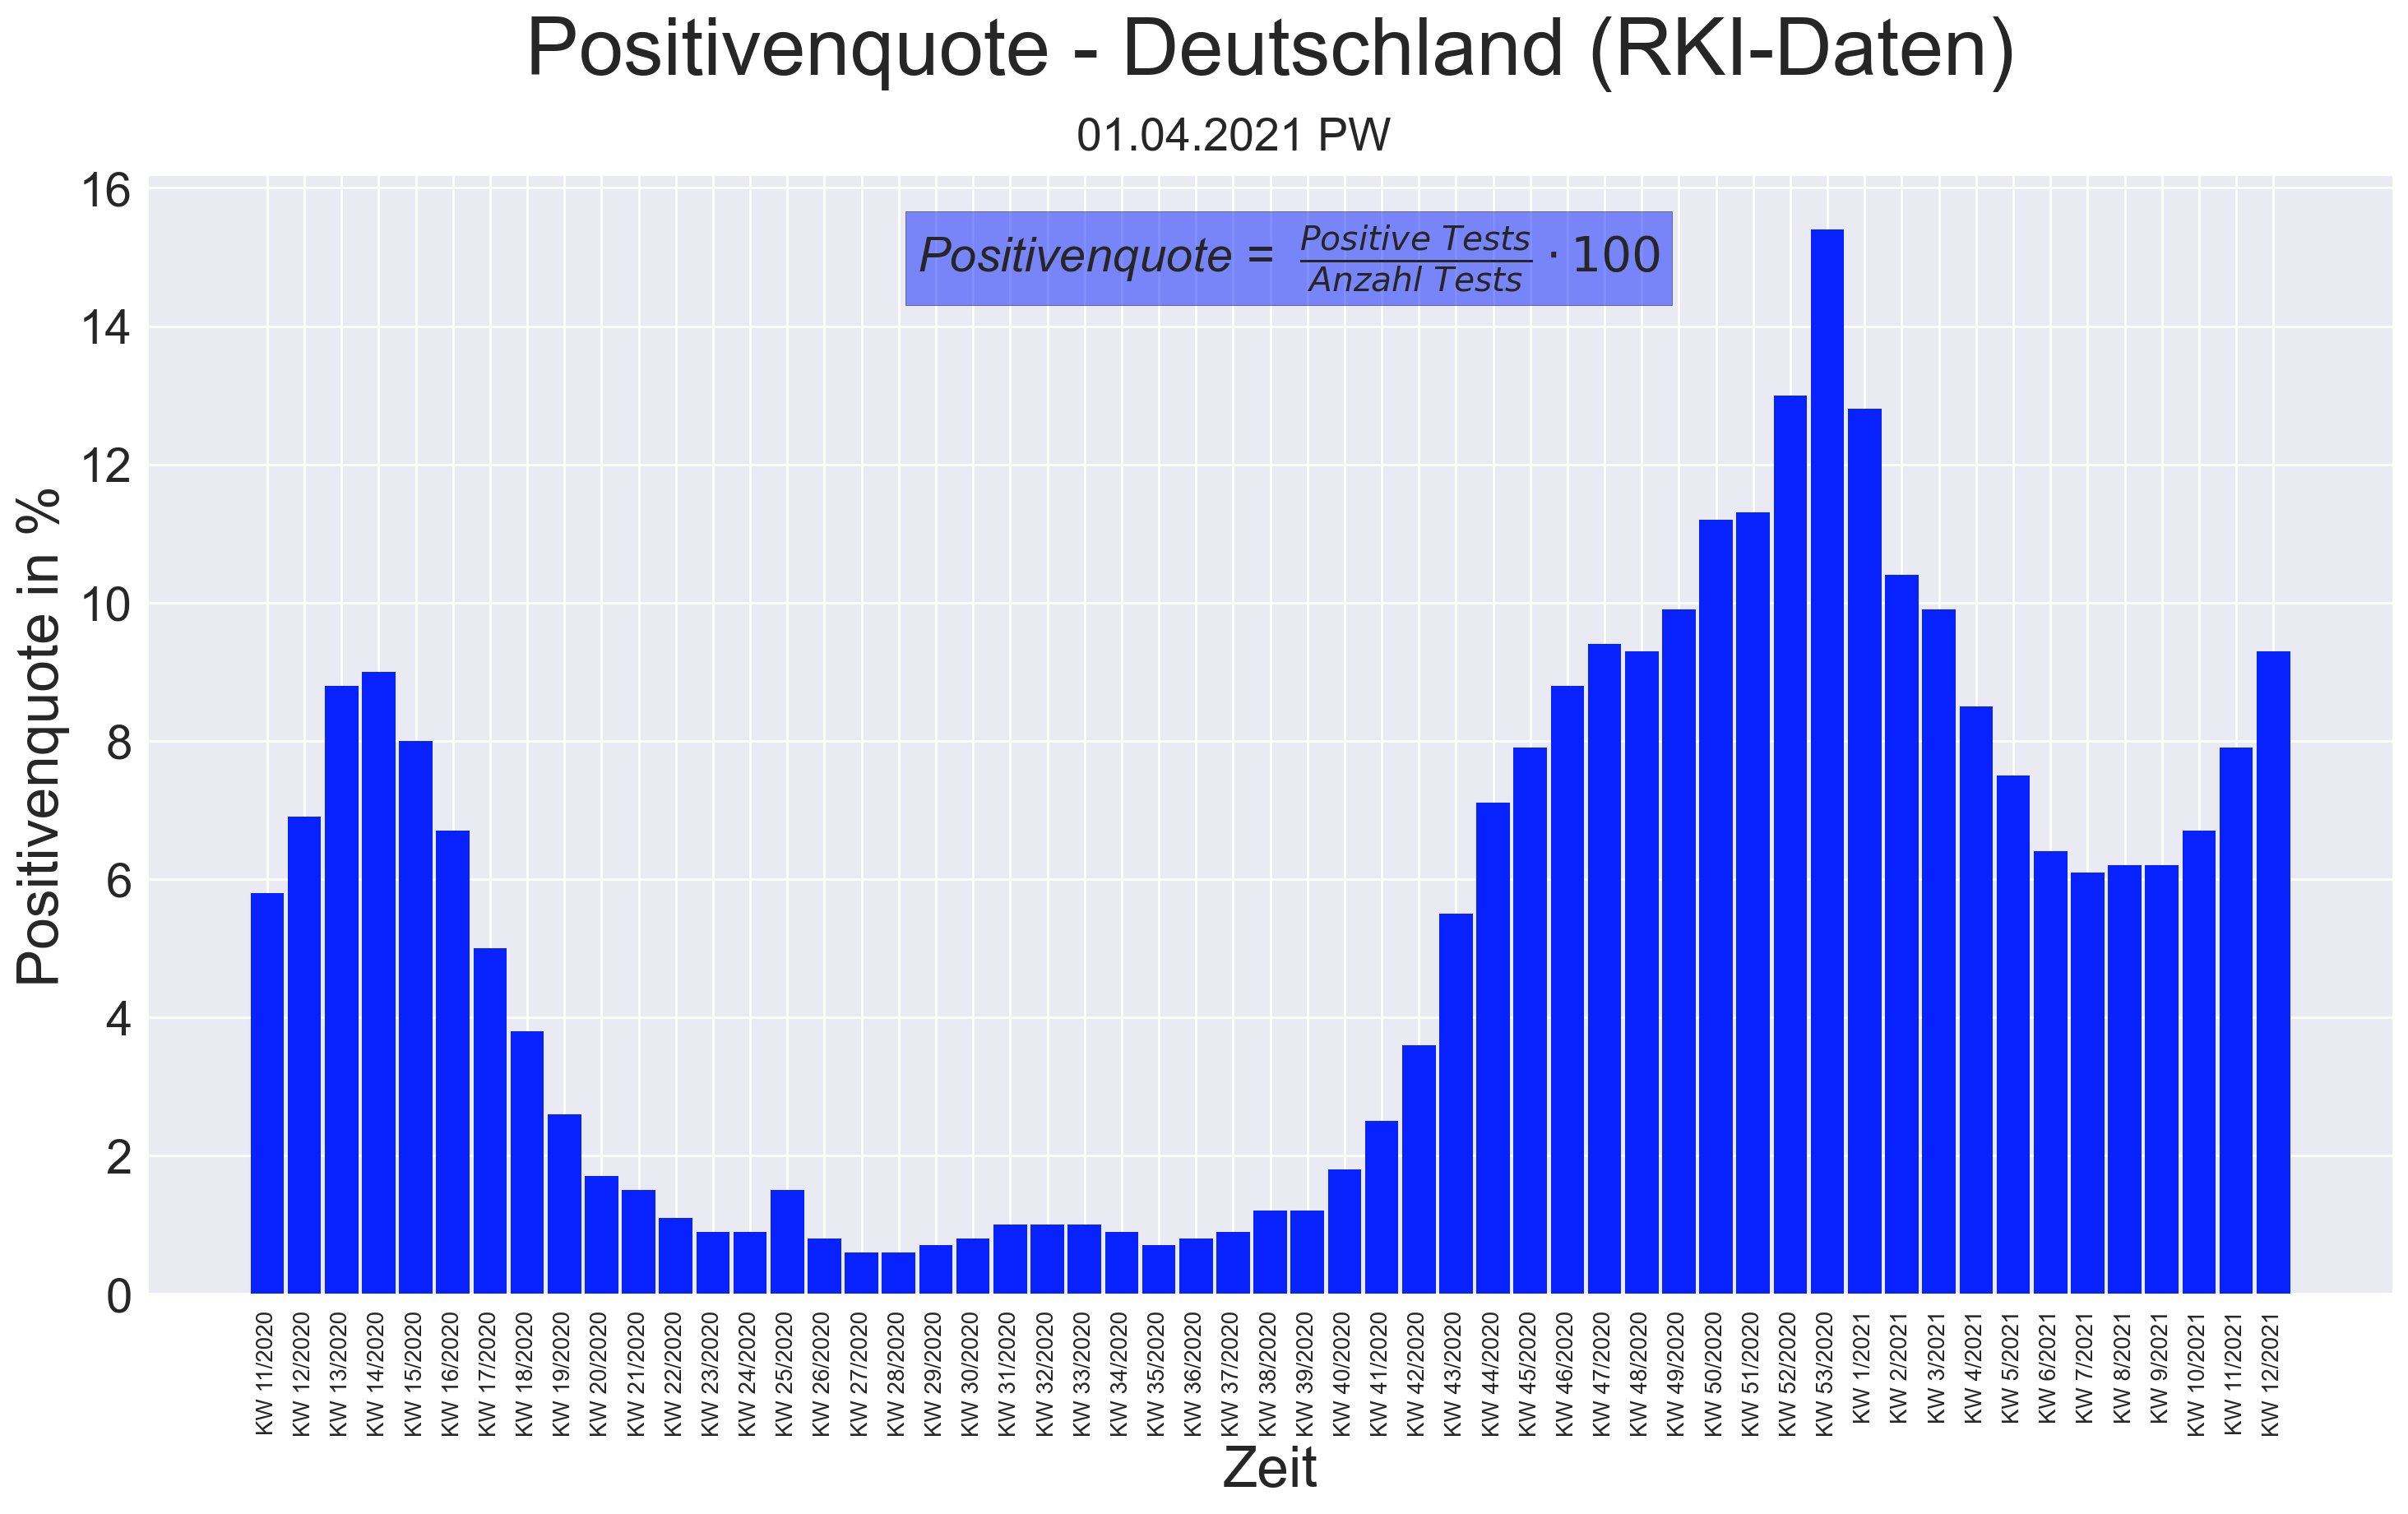 Positivenquote - Deutschland (RKI-Daten)
01.04.2021 PW
Positivenquote = Positive Tests / Anzahl Tests · 100
Positivenquote in %
16
14
12
10
8
6
4
2
0
KW 11/2020
KW 12/2020
KW 13/2020
KW 14/2020
KW 15/2020
KW 16/2020
KW 17/2020
KW 18/2020
KW 19/2020
KW 20/2020
KW 21/2020
KW 22/2020
KW 23/2020
KW 24/2020
KW 25/2020
KW 26/2020
KW 27/2020
KW 28/2020
KW 29/2020
KW 30/2020
KW 31/2020
KW 32/2020
KW 33/2020
KW 34/2020
KW 35/2020
KW 36/2020
KW 37/2020
KW 38/2020
KW 39/2020
KW 40/2020
KW 41/2020
KW 42/2020
KW 43/2020
KW 44/2020
KW 45/2020
KW 46/2020
KW 47/2020
KW 48/2020
KW 49/2020
KW 50/2020
KW 51/2020
KW 52/2020
KW 53/2020
KW 1/2021
KW 2/2021
KW 3/2021
KW 4/2021
KW 5/2021
KW 6/2021
KW 7/2021
KW 8/2021
KW 9/2021
KW 10/2021
KW 11/2021
KW 12/2021
Zeit